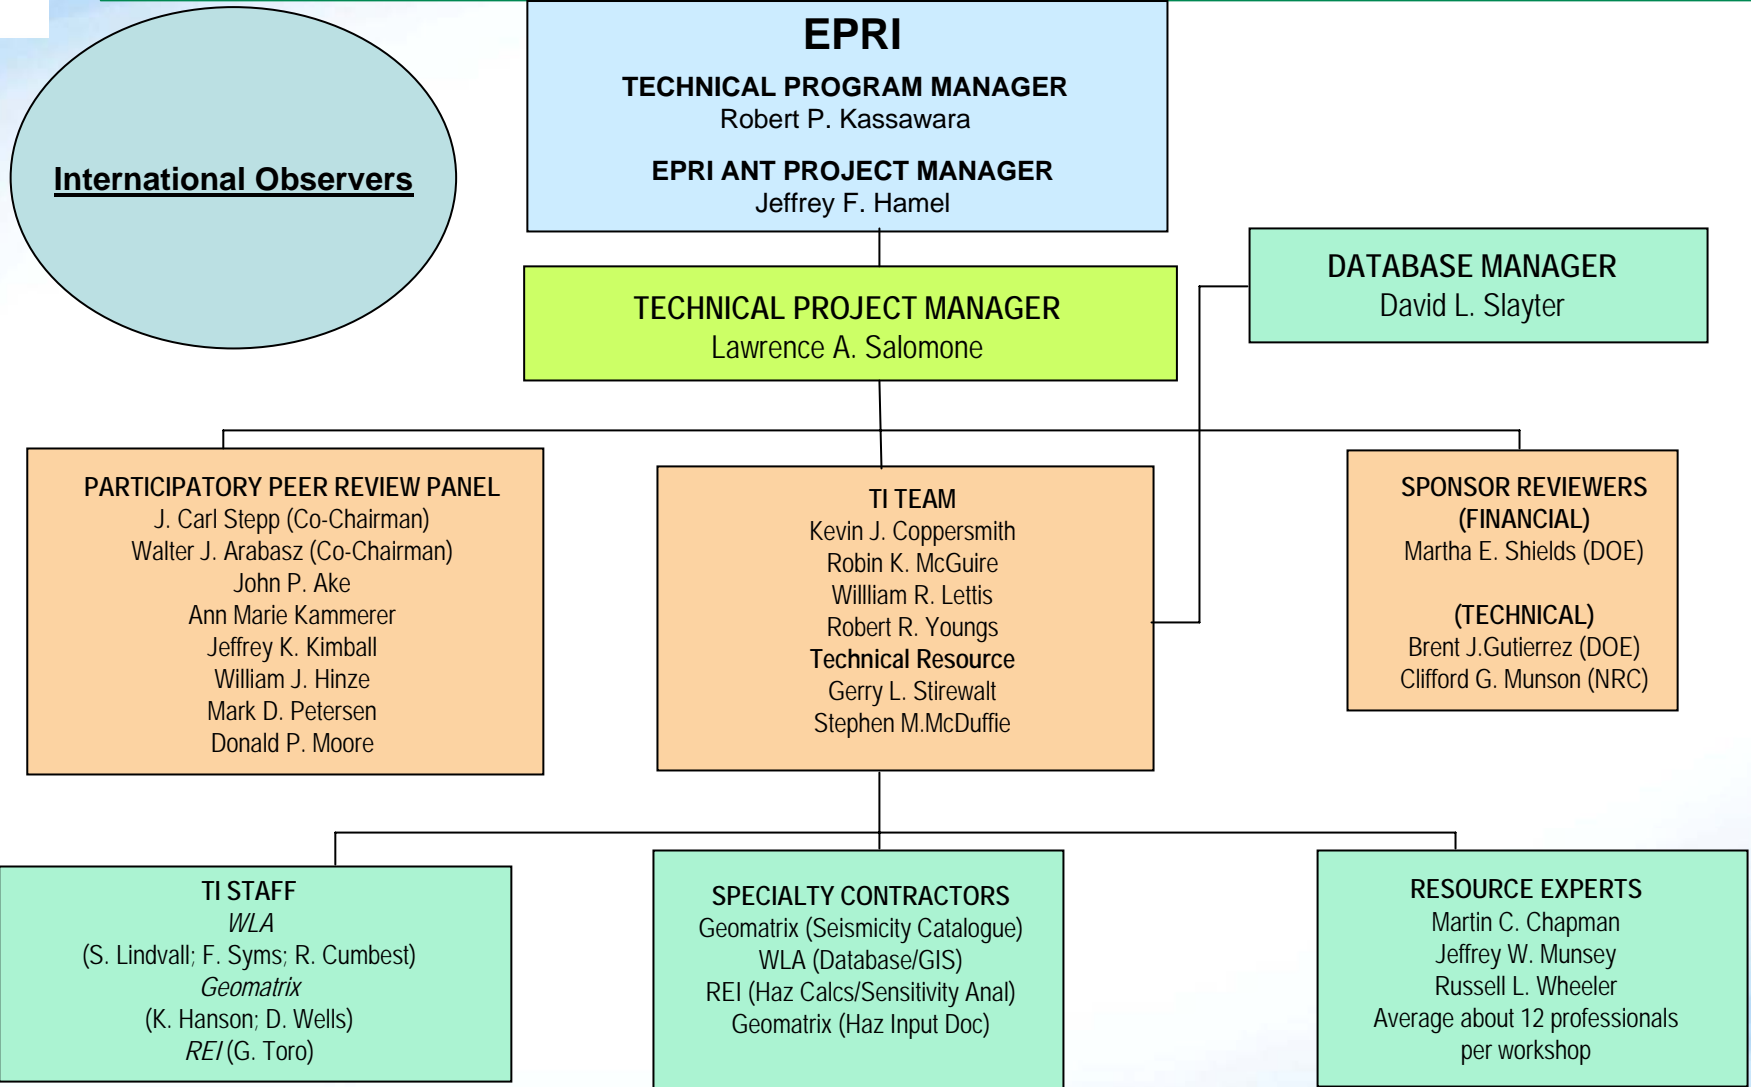 EPRI
TECHNICAL PROGRAM MANAGER
Robert P. Kassawara
EPRI ANT PROJECT MANAGER
Jeffrey F. Hamel
International Observers
DATABASE MANAGER
David L. Slayter
TECHNICAL PROJECT MANAGER
Lawrence A. Salomone
PARTICIPATORY PEER REVIEW PANEL
J. Carl Stepp (Co-Chairman)
Walter J. Arabasz (Co-Chairman)
John P. Ake
Ann Marie Kammerer
Jeffrey K. Kimball
William J. Hinze
Mark D. Petersen
Donald P. Moore
TI TEAM
Kevin J. Coppersmith
Robin K. McGuire
Willliam R. Lettis
Robert R. Youngs
Technical Resource
Gerry L. Stirewalt
Stephen M.McDuffie
SPONSOR REVIEWERS
(FINANCIAL)
Martha E. Shields (DOE)
(TECHNICAL)
Brent J.Gutierrez (DOE)
Clifford G. Munson (NRC)
TI STAFF
WLA
(S. Lindvall; F. Syms; R. Cumbest)
Geomatrix
(K. Hanson; D. Wells)
REI (G. Toro)
SPECIALTY CONTRACTORS
Geomatrix (Seismicity Catalogue)
WLA (Database/GIS)
REI (Haz Calcs/Sensitivity Anal)
Geomatrix (Haz Input Doc)
RESOURCE EXPERTS
Martin C. Chapman
Jeffrey W. Munsey
Russell L. Wheeler
Average about 12 professionals
per workshop